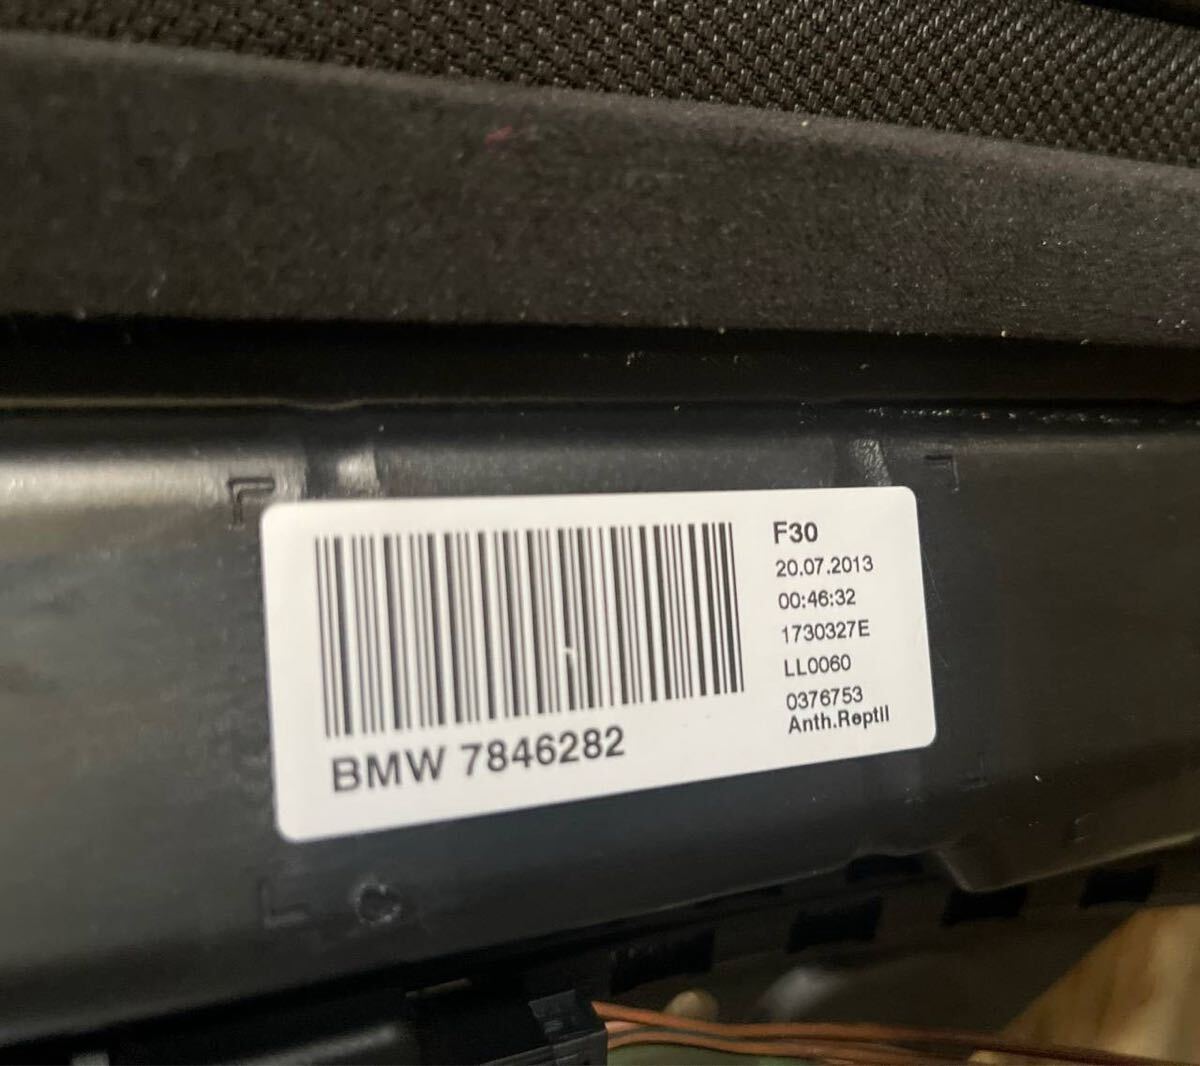 BMW 7846282
F30
20.07.2013
00:46:32
1730327E
LL0060
0376753
Anth.Reptil